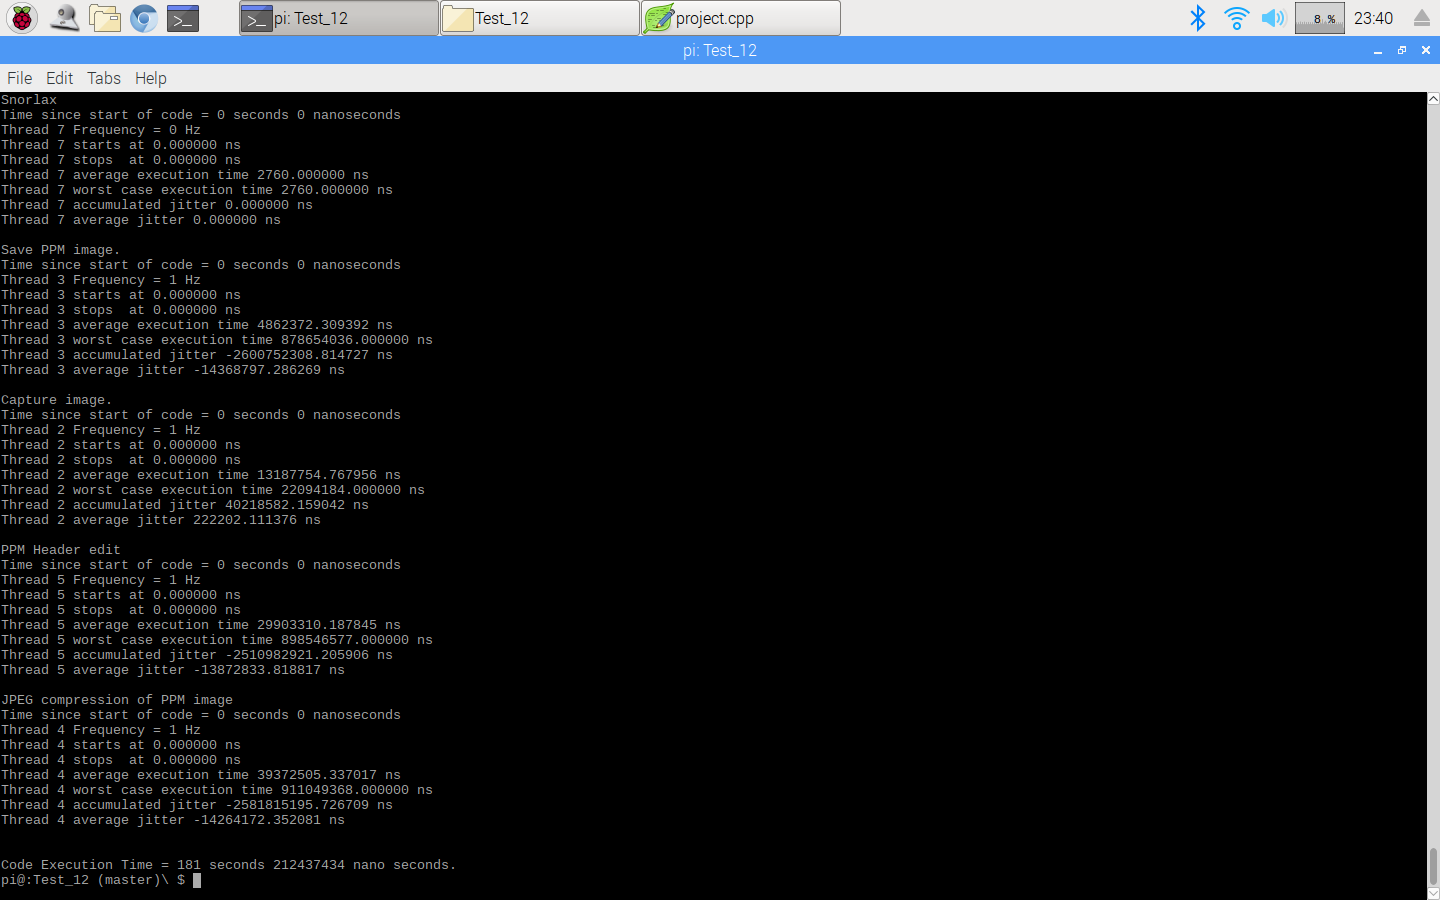 pi: Test_12
Test_12
project.cpp
8 %
23:40
pi: Test_12
File Edit Tabs Help
Snorlax
Time since start of code = 0 seconds 0 nanoseconds
Thread 7 Frequency = 0 Hz
Thread 7 starts at 0.000000 ns
Thread 7 stops  at 0.000000 ns
Thread 7 average execution time 2760.000000 ns
Thread 7 worst case execution time 2760.000000 ns
Thread 7 accumulated jitter 0.000000 ns
Thread 7 average jitter 0.000000 ns
Save PPM image.
Time since start of code = 0 seconds 0 nanoseconds
Thread 3 Frequency = 1 Hz
Thread 3 starts at 0.000000 ns
Thread 3 stops  at 0.000000 ns
Thread 3 average execution time 4862372.309392 ns
Thread 3 worst case execution time 878654036.000000 ns
Thread 3 accumulated jitter -2600752308.814727 ns
Thread 3 average jitter -14368797.286269 ns
Capture image.
Time since start of code = 0 seconds 0 nanoseconds
Thread 2 Frequency = 1 Hz
Thread 2 starts at 0.000000 ns
Thread 2 stops  at 0.000000 ns
Thread 2 average execution time 13187754.767956 ns
Thread 2 worst case execution time 22094184.000000 ns
Thread 2 accumulated jitter 40218582.159042 ns
Thread 2 average jitter 222202.111376 ns
PPM Header edit
Time since start of code = 0 seconds 0 nanoseconds
Thread 5 Frequency = 1 Hz
Thread 5 starts at 0.000000 ns
Thread 5 stops  at 0.000000 ns
Thread 5 average execution time 29903310.187845 ns
Thread 5 worst case execution time 898546577.000000 ns
Thread 5 accumulated jitter -2510982921.205906 ns
Thread 5 average jitter -13872833.818817 ns
JPEG compression of PPM image
Time since start of code = 0 seconds 0 nanoseconds
Thread 4 Frequency = 1 Hz
Thread 4 starts at 0.000000 ns
Thread 4 stops  at 0.000000 ns
Thread 4 average execution time 39372505.337017 ns
Thread 4 worst case execution time 911049368.000000 ns
Thread 4 accumulated jitter -2581815195.726709 ns
Thread 4 average jitter -14264172.352081 ns
Code Execution Time = 181 seconds 212437434 nano seconds.
pi@:Test_12 (master)\ $